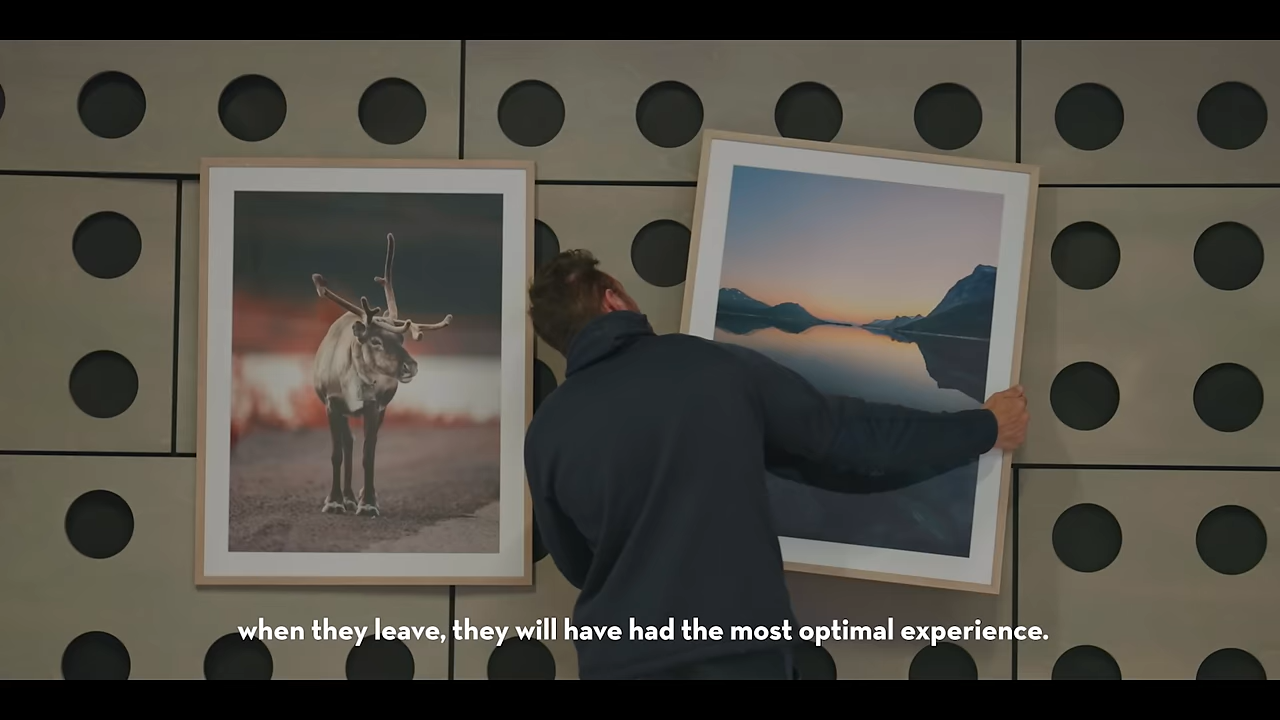 when they leave, they will have had the most optimal experience.